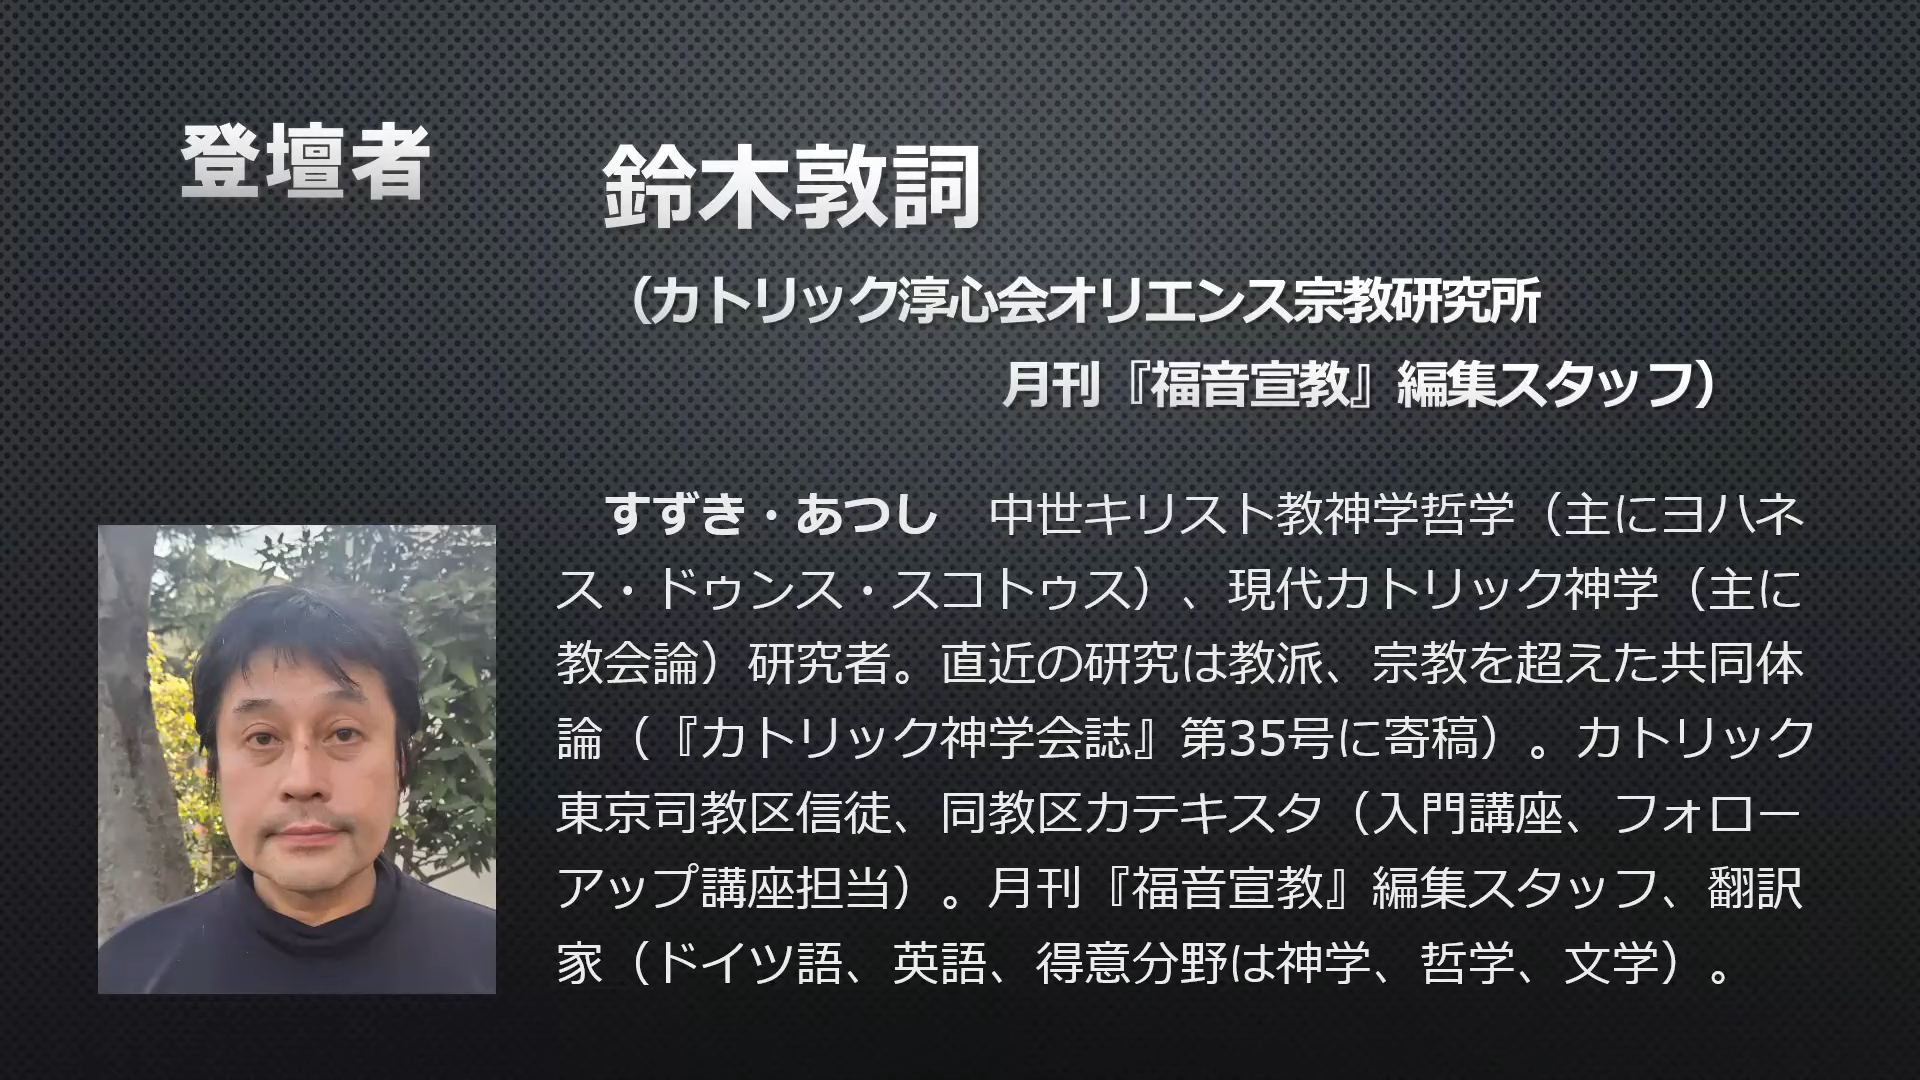 登壇者
鈴木敦詞
（カトリック淳心会オリエンス宗教研究所
月刊『福音宣教』編集スタッフ）
すずき・あつし　中世キリスト教神学哲学（主にヨハネ
ス・ドゥンス・スコトゥス）、現代カトリック神学（主に
教会論）研究者。直近の研究は教派、宗教を超えた共同体
論（『カトリック神学会誌』第35号に寄稿）。カトリック
東京司教区信徒、同教区カテキスタ（入門講座、フォロー
アップ講座担当）。月刊『福音宣教』編集スタッフ、翻訳
家（ドイツ語、英語、得意分野は神学、哲学、文学）。